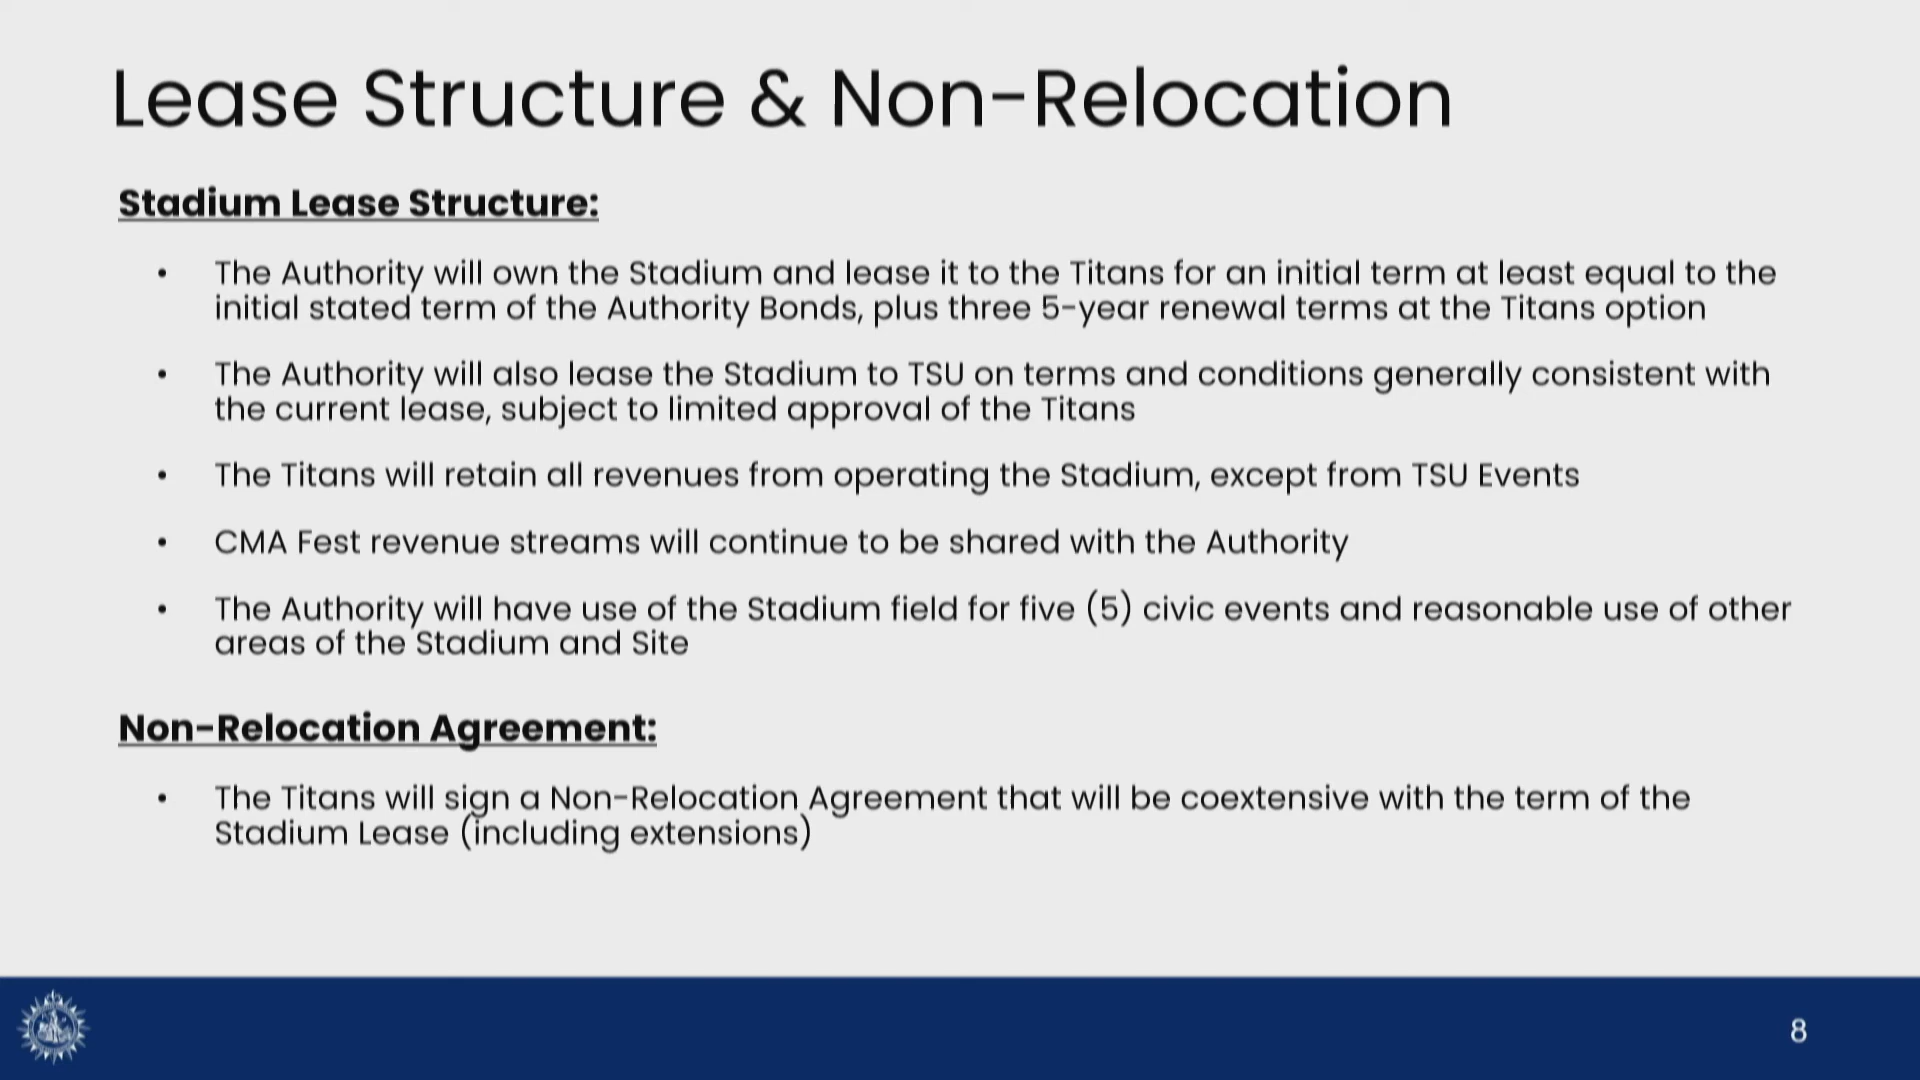 Lease Structure & Non-Relocation
Stadium Lease Structure:
• The Authority will own the Stadium and lease it to the Titans for an initial term at least equal to the
initial stated term of the Authority Bonds, plus three 5-year renewal terms at the Titans option
• The Authority will also lease the Stadium to TSU on terms and conditions generally consistent with
the current lease, subject to limited approval of the Titans
• The Titans will retain all revenues from operating the Stadium, except from TSU Events
• CMA Fest revenue streams will continue to be shared with the Authority
• The Authority will have use of the Stadium field for five (5) civic events and reasonable use of other
areas of the Stadium and Site
Non-Relocation Agreement:
• The Titans will sign a Non-Relocation Agreement that will be coextensive with the term of the
Stadium Lease (including extensions)
8